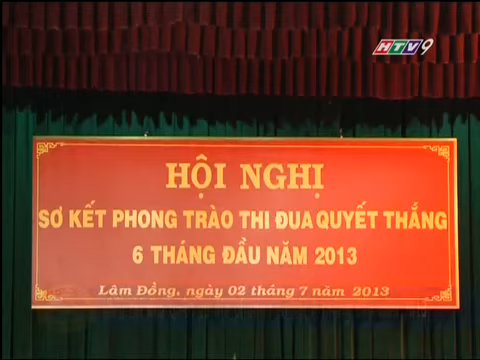 HTV9
HỘI NGHỊ
SƠ KẾT PHONG TRÀO THI ĐUA QUYẾT THẮNG
6 THÁNG ĐẦU NĂM 2013
Lâm Đồng, ngày 02 tháng 7 năm 2013